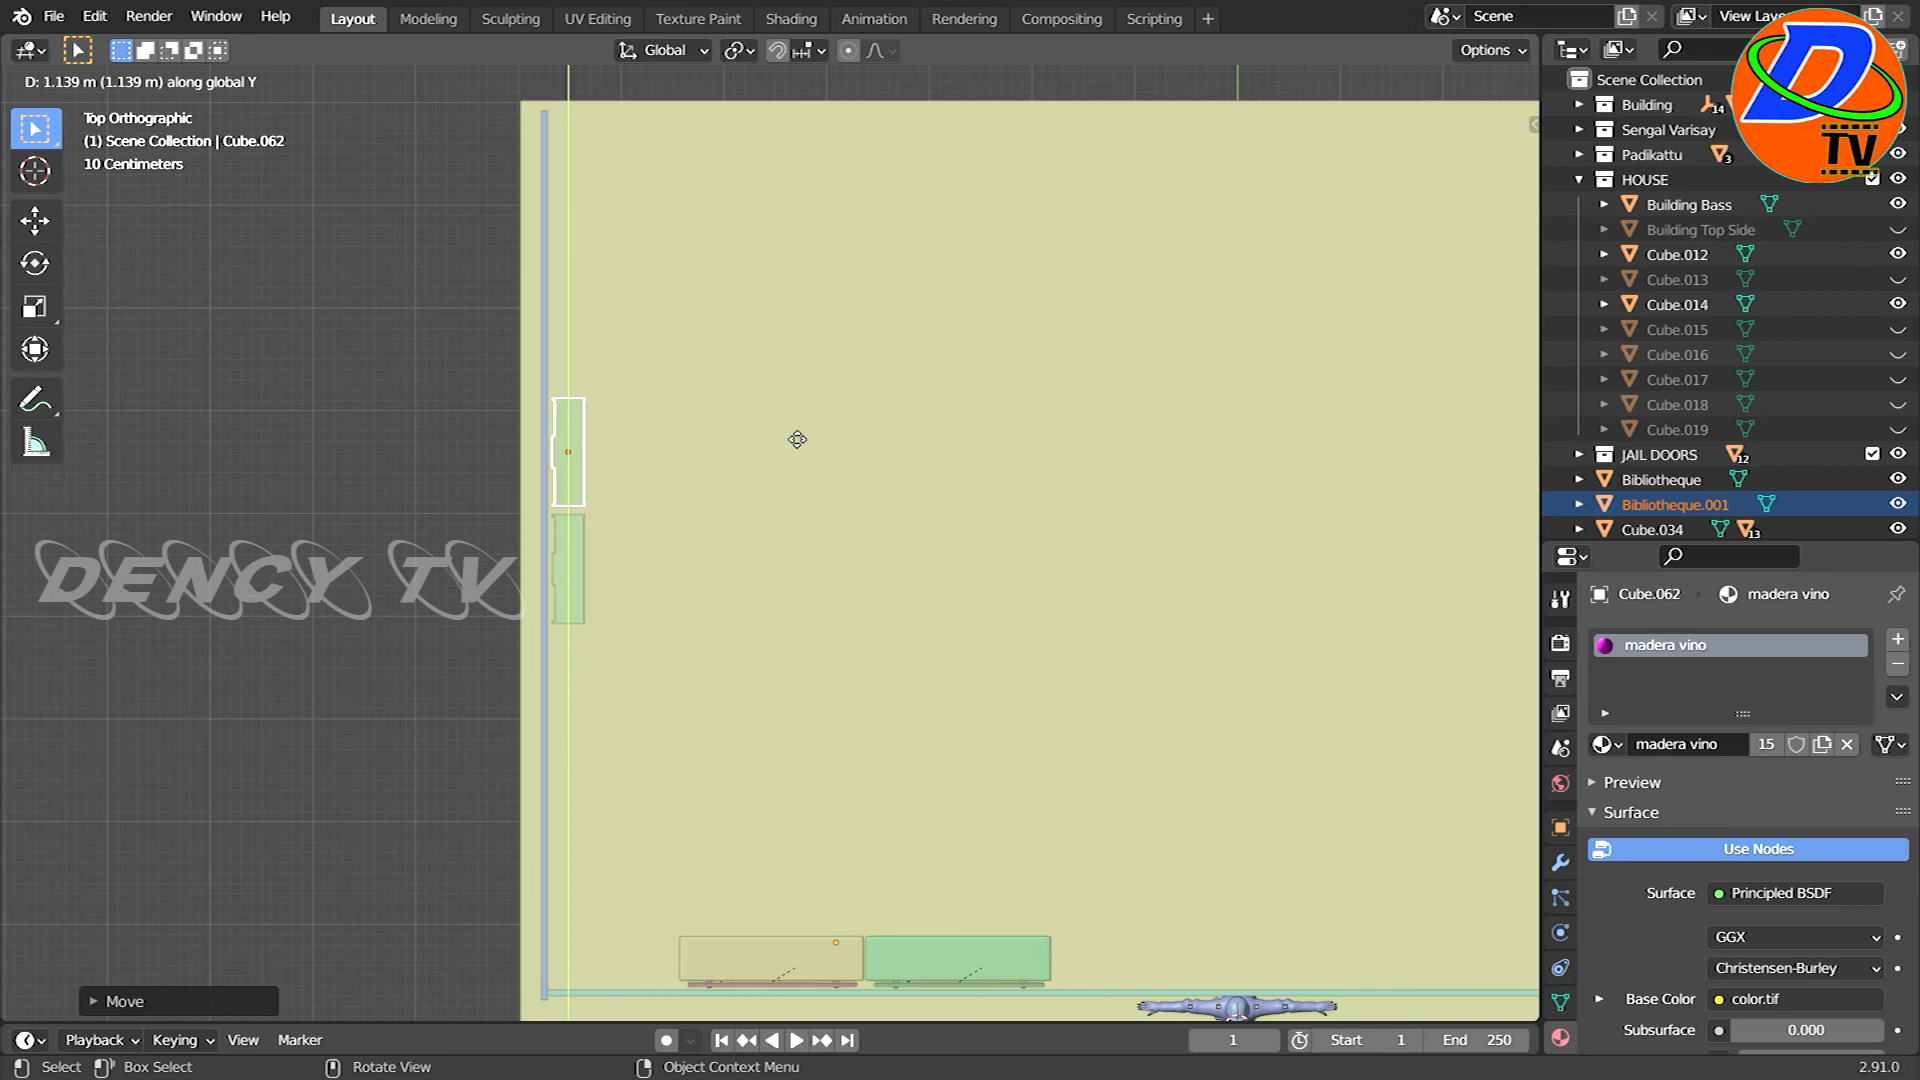 File Edit Render Window Help
Layout Modeling Sculpting UV Editing Texture Paint Shading Animation Rendering Compositing Scripting +
Scene
View Laye
Global
Options
D: 1.139 m (1.139 m) along global Y
Top Orthographic
(1) Scene Collection | Cube.062
10 Centimeters
Scene Collection
Building 14
Sengal Varisay
Padikattu 3
HOUSE
Building Bass
Building Top Side
Cube.012
Cube.013
Cube.014
Cube.015
Cube.016
Cube.017
Cube.018
Cube.019
JAIL DOORS 12
Bibliotheque
Bibliotheque.001
Cube.034 13
D
TV
DENCY TV
Cube.062 madera vino
madera vino
madera vino 15
Preview
Surface
Use Nodes
Surface Principled BSDF
GGX
Christensen-Burley
Base Color color.tif
Subsurface 0.000
Move
Playback Keying View Marker
1 Start 1 End 250
Select Box Select Rotate View Object Context Menu 2.91.0